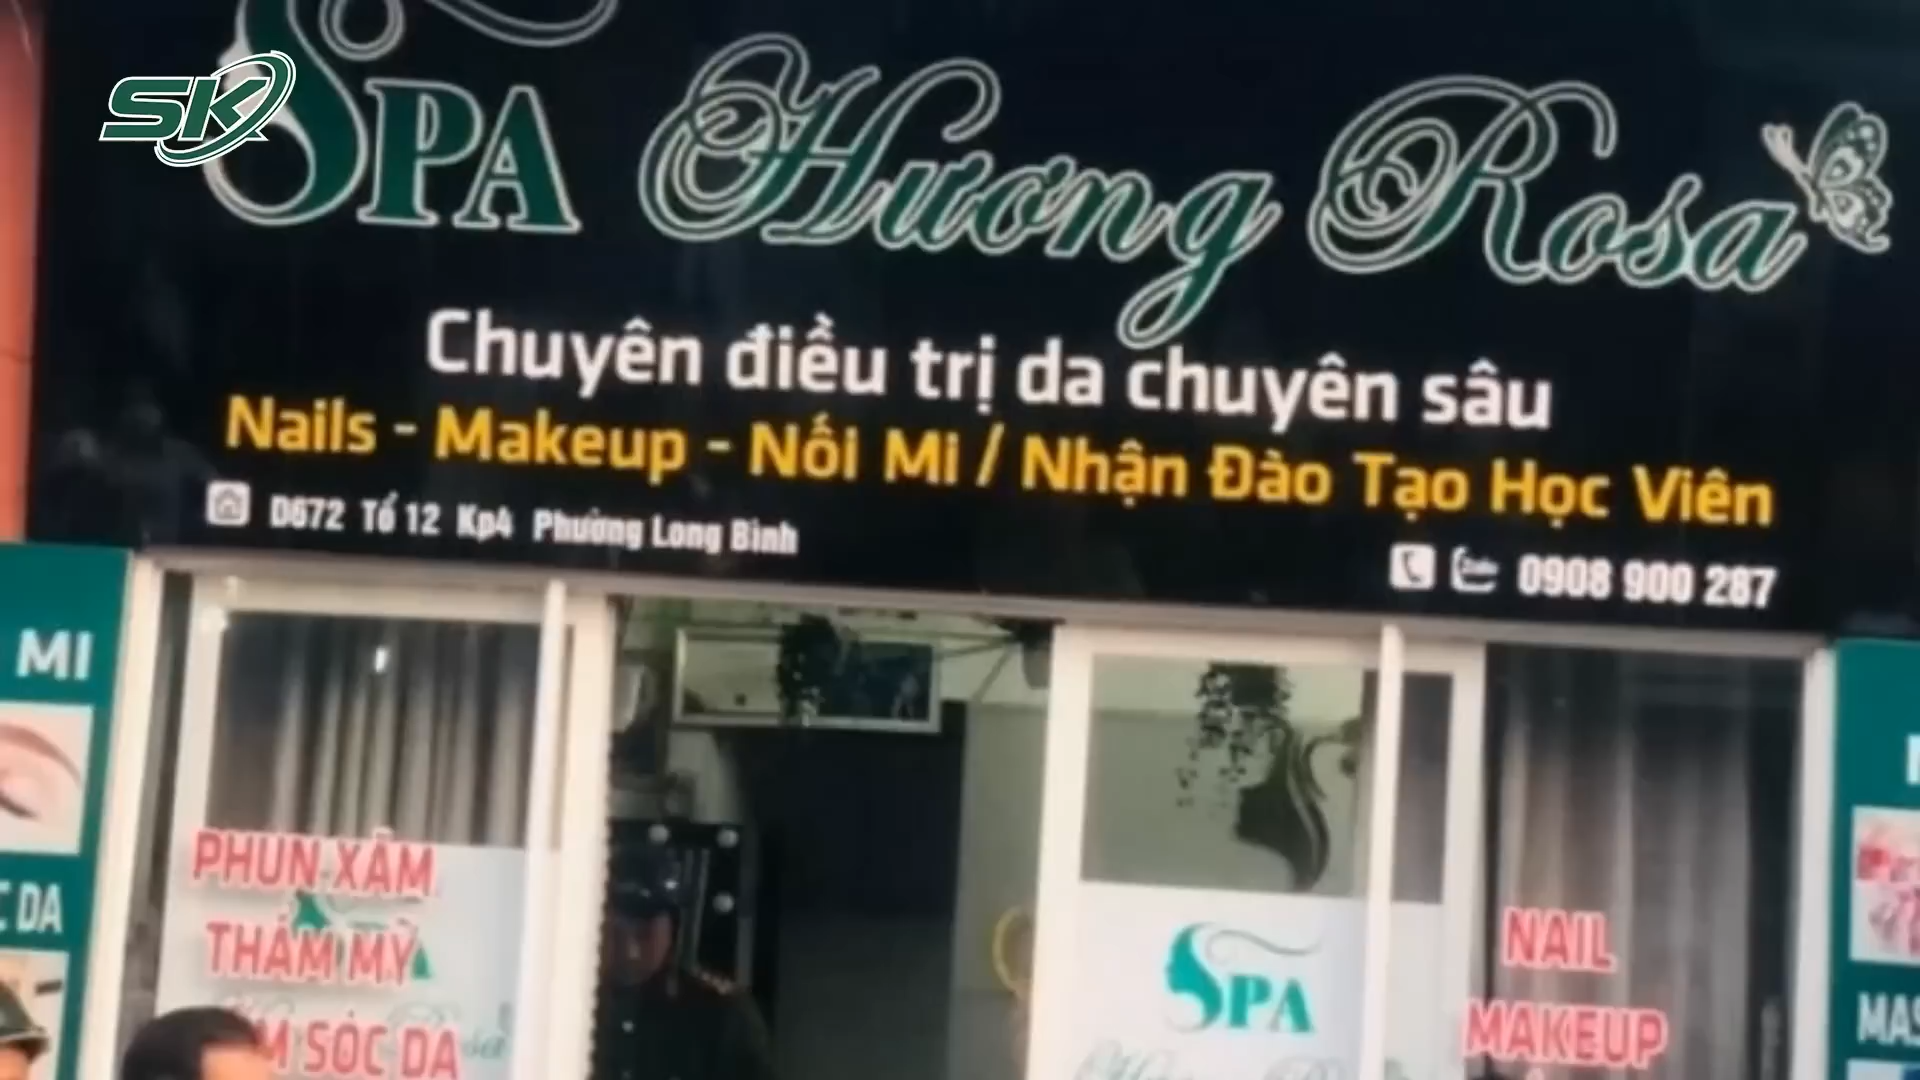 SK
SPA Hương Rosa
Chuyên điều trị da chuyên sâu
Nails - Makeup - Nối Mi / Nhận Đào Tạo Học Viên
D672 Tổ 12 Kp4 Phường Long Bình
Zalo 0908 900 287
MI
DA
PHUN XĂM
THẨM MỸ
SÓC DA
SPA
NAIL
MAKEUP